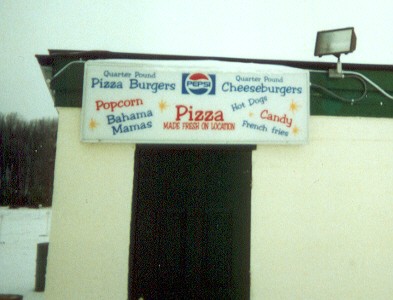 Quarter Pound
Pizza Burgers
PEPSI
Quarter Pound
Cheeseburgers
Popcorn
Bahama
Mamas
Pizza
MADE FRESH ON LOCATION
Hot Dogs
Candy
French fries